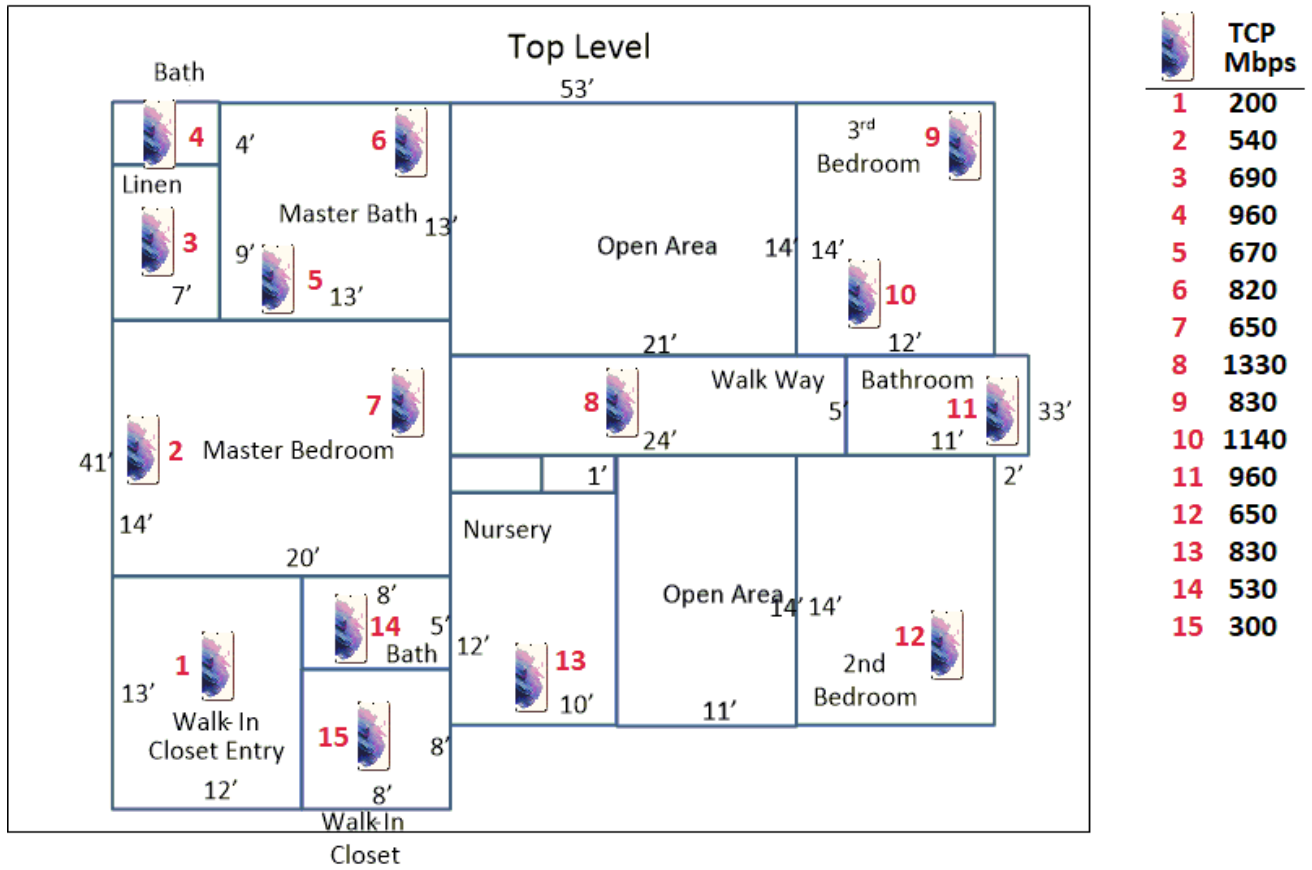 Top Level
53’
Bath
4
4’
6
3rd
Bedroom
9
Linen
3
9’
7’
Master Bath
13’
5
13’
Open Area
14’
14’
10
21’
12’
7
2
Master Bedroom
41’
14’
20’
8
Walk Way
24’
5’
Bathroom
11
11’
33’
2’
1’
Nursery
12’
13
10’
Open Area
14’
14’
11’
12
2nd
Bedroom
8’
14
5’
Bath
1
13’
Walk-In
Closet Entry
12’
15
8’
8’
Walk-In
Closet
TCP
Mbps
1 200
2 540
3 690
4 960
5 670
6 820
7 650
8 1330
9 830
10 1140
11 960
12 650
13 830
14 530
15 300